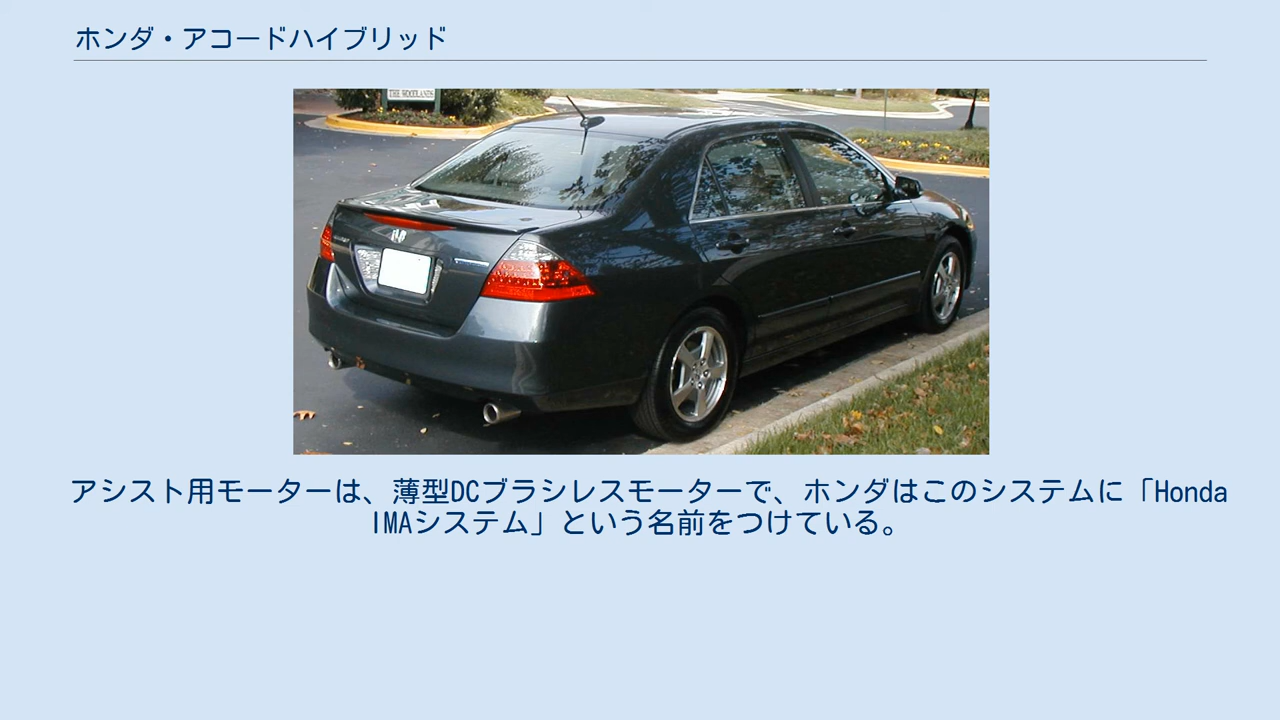 ホンダ・アコードハイブリッド
THE WOODLANDS
アシスト用モーターは、薄型DCブラシレスモーターで、ホンダはこのシステムに「Honda
IMAシステム」という名前をつけている。